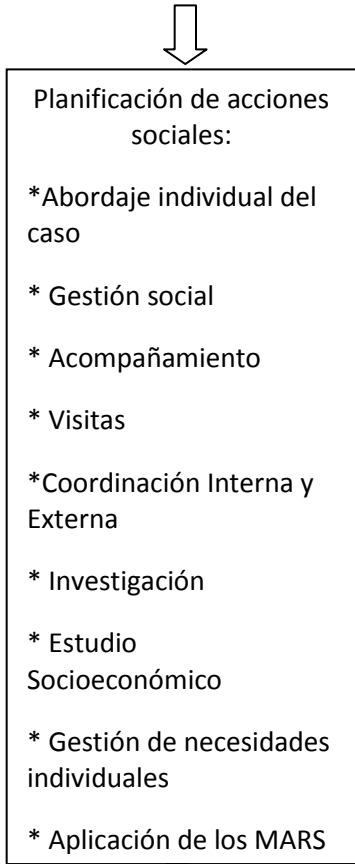 Planificación de acciones
sociales:
*Abordaje individual del
caso
* Gestión social
* Acompañamiento
* Visitas
*Coordinación Interna y
Externa
* Investigación
* Estudio
Socioeconómico
* Gestión de necesidades
individuales
* Aplicación de los MARS